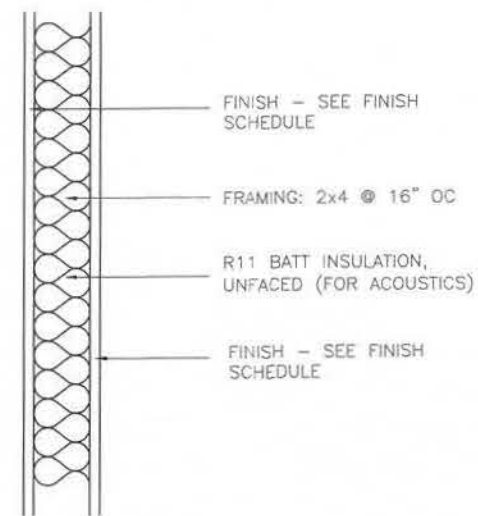 FINISH – SEE FINISH
SCHEDULE
FRAMING: 2x4 @ 16" OC
R11 BATT INSULATION,
UNFACED (FOR ACOUSTICS)
FINISH – SEE FINISH
SCHEDULE